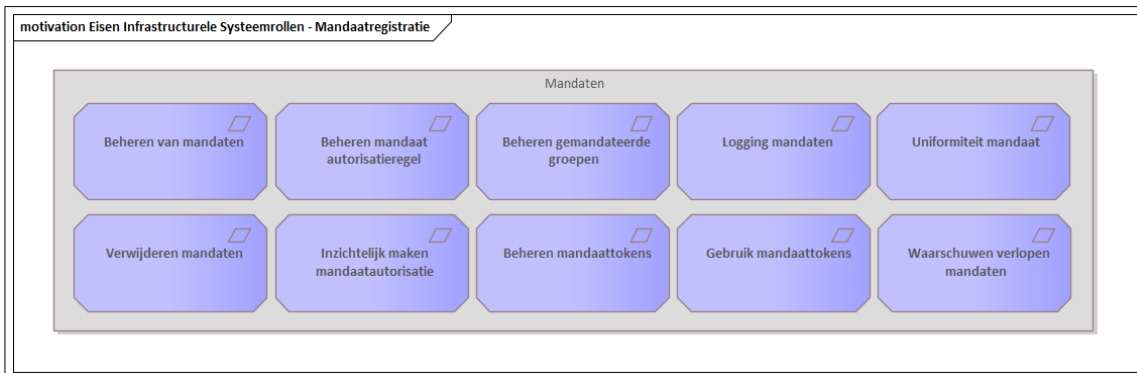 motivation Eisen Infrastructurele Systeemrollen - Mandaatregistratie
Mandaten
Beheren van mandaten
Beheren mandaat
autorisatieregel
Beheren gemandateerde
groepen
Logging mandaten
Uniformiteit mandaat
Verwijderen mandaten
Inzichtelijk maken
mandaatautorisatie
Beheren mandaattokens
Gebruik mandaattokens
Waarschuwen verlopen
mandaten